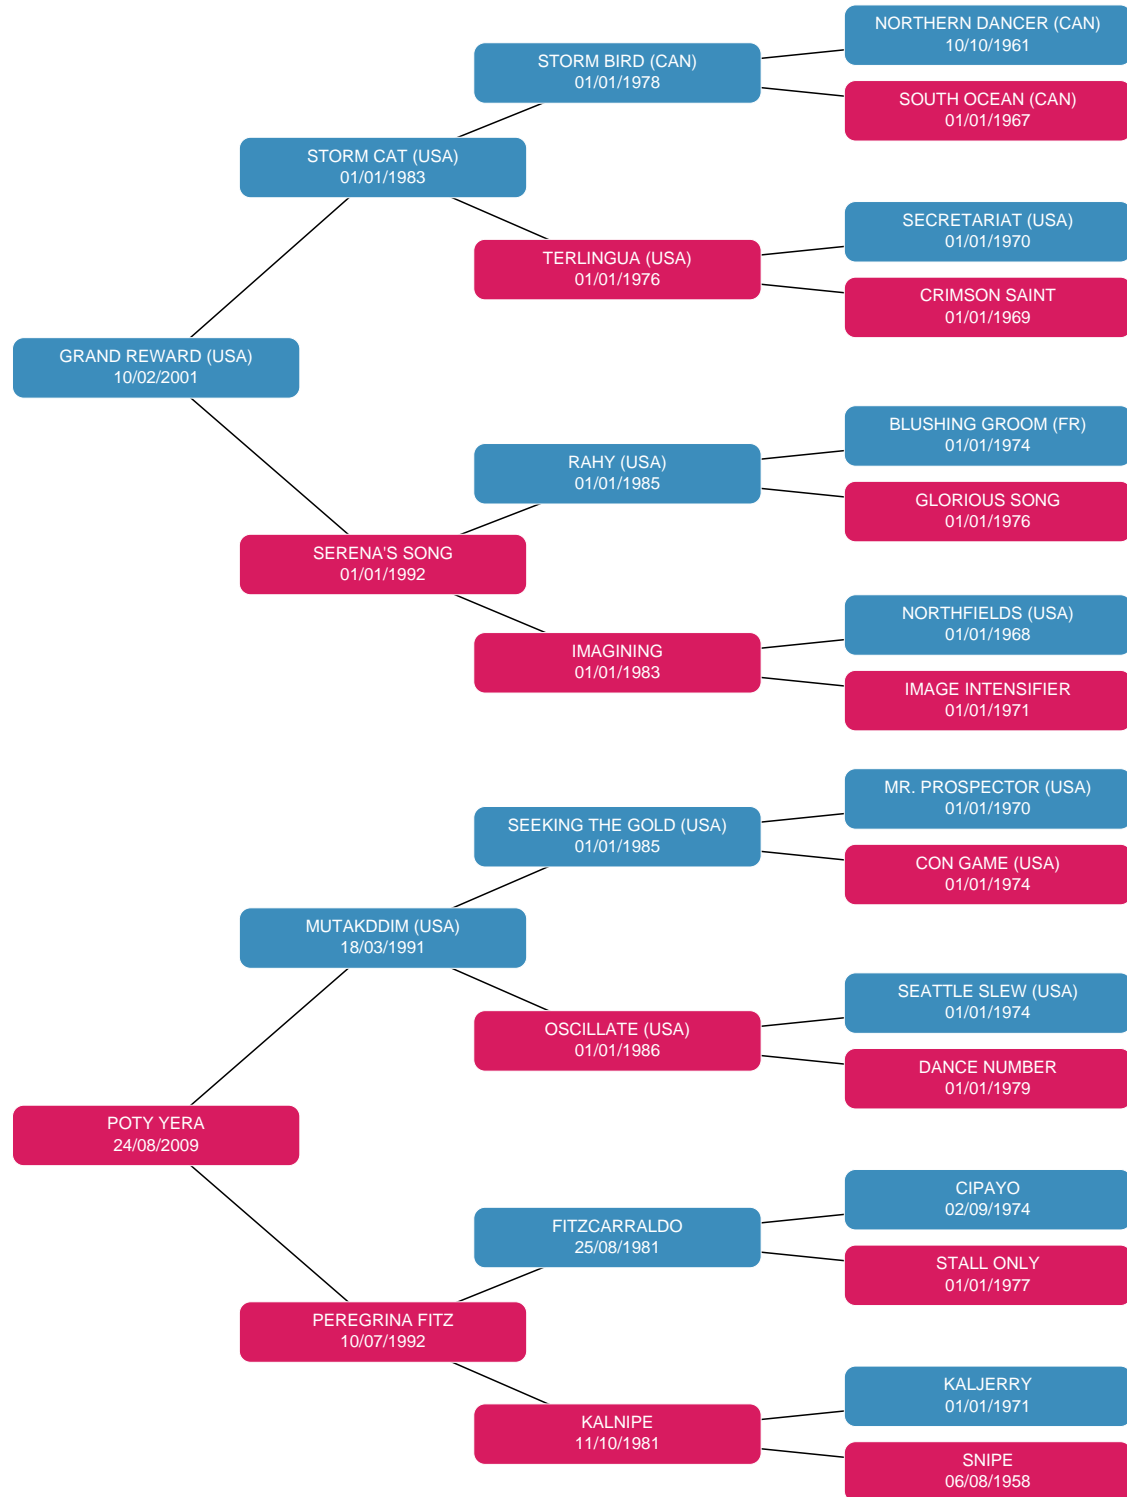 NORTHERN DANCER (CAN)
10/10/1961
STORM BIRD (CAN)
01/01/1978
SOUTH OCEAN (CAN)
01/01/1967
STORM CAT (USA)
01/01/1983
SECRETARIAT (USA)
01/01/1970
TERLINGUA (USA)
01/01/1976
CRIMSON SAINT
01/01/1969
GRAND REWARD (USA)
10/02/2001
BLUSHING GROOM (FR)
01/01/1974
RAHY (USA)
01/01/1985
GLORIOUS SONG
01/01/1976
SERENA'S SONG
01/01/1992
NORTHFIELDS (USA)
01/01/1968
IMAGINING
01/01/1983
IMAGE INTENSIFIER
01/01/1971
MR. PROSPECTOR (USA)
01/01/1970
SEEKING THE GOLD (USA)
01/01/1985
CON GAME (USA)
01/01/1974
MUTAKDDIM (USA)
18/03/1991
SEATTLE SLEW (USA)
01/01/1974
OSCILLATE (USA)
01/01/1986
DANCE NUMBER
01/01/1979
POTY YERA
24/08/2009
CIPAYO
02/09/1974
FITZCARRALDO
25/08/1981
STALL ONLY
01/01/1977
PEREGRINA FITZ
10/07/1992
KALJERRY
01/01/1971
KALNIPE
11/10/1981
SNIPE
06/08/1958